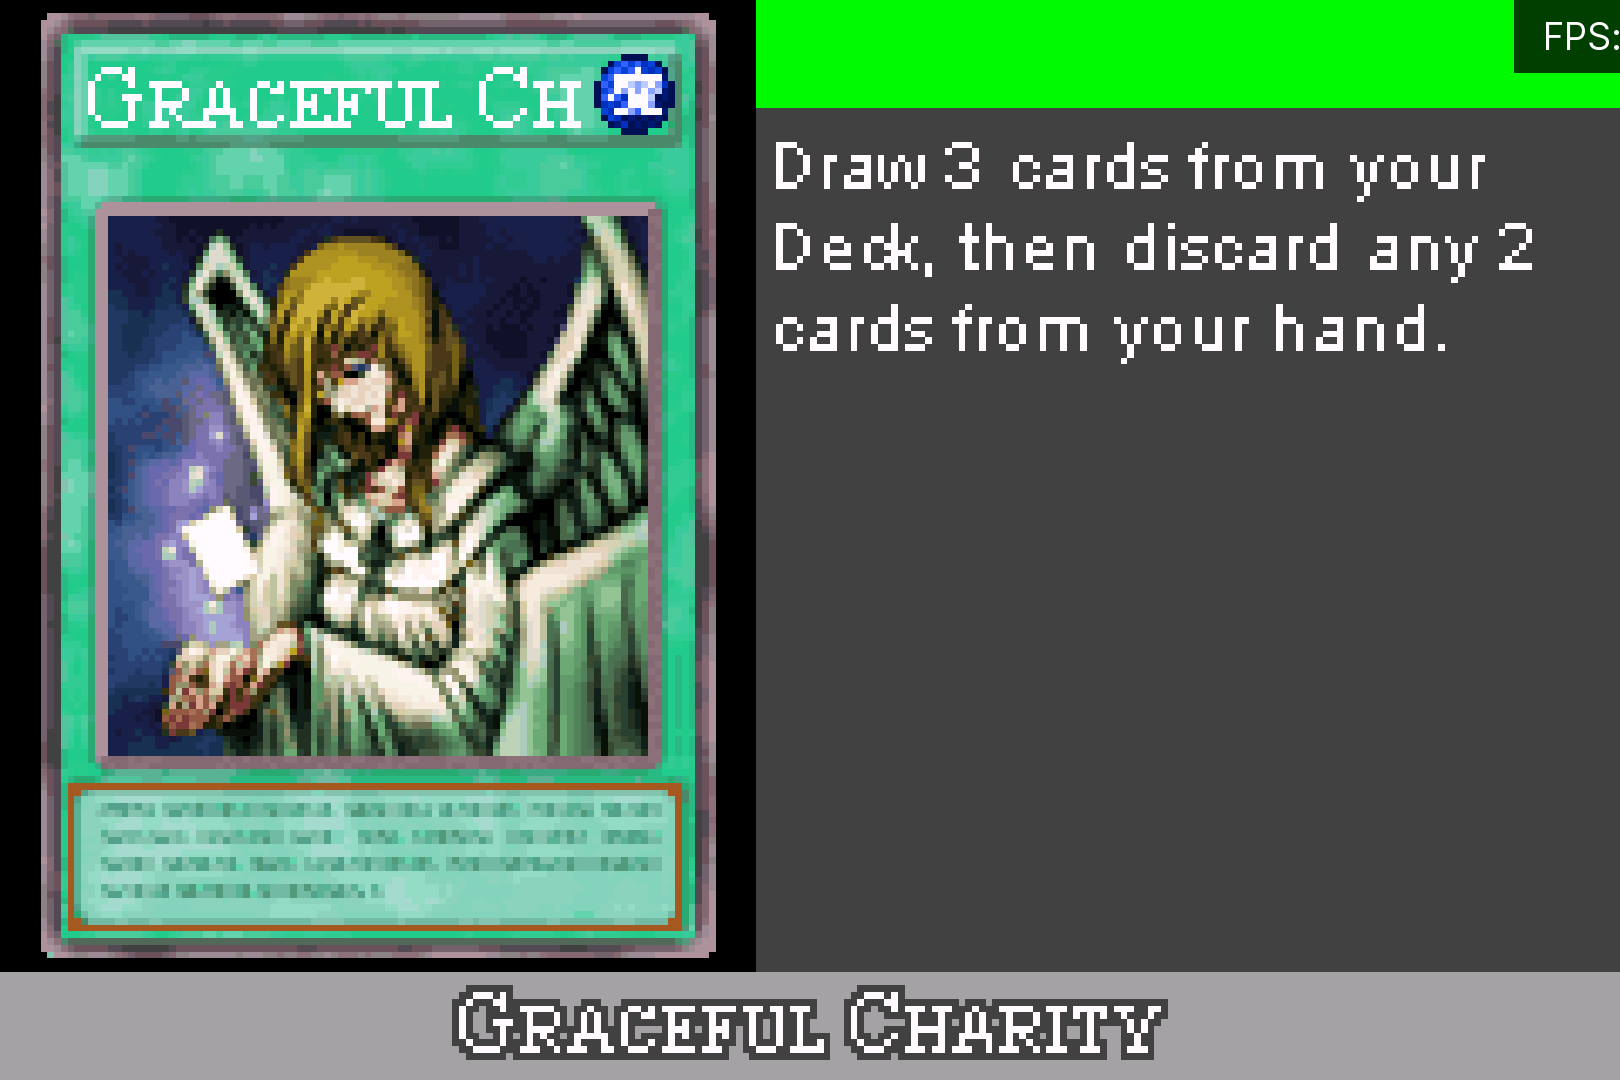 GRACEFUL CH
FPS:
Draw 3 cards from your
Deck, then discard any 2
cards from your hand.
GRACEFUL CHARITY